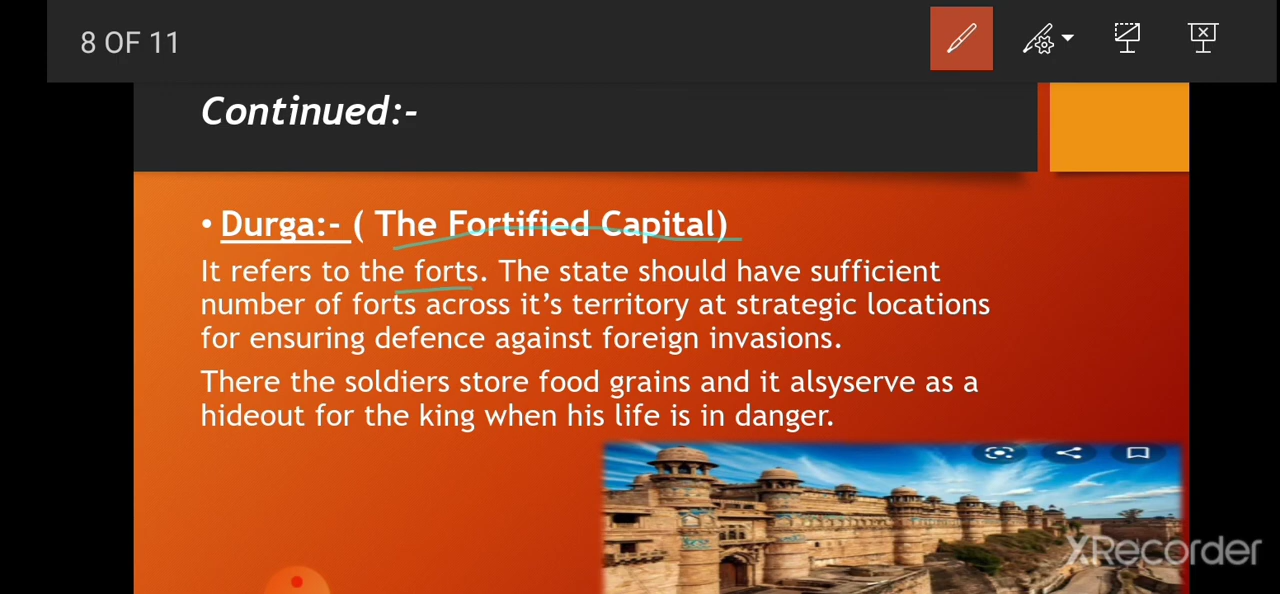 8 OF 11
Continued:-
• Durga:- ( The Fortified Capital)
It refers to the forts. The state should have sufficient
number of forts across it’s territory at strategic locations
for ensuring defence against foreign invasions.
There the soldiers store food grains and it alsyserve as a
hideout for the king when his life is in danger.
XRecorder